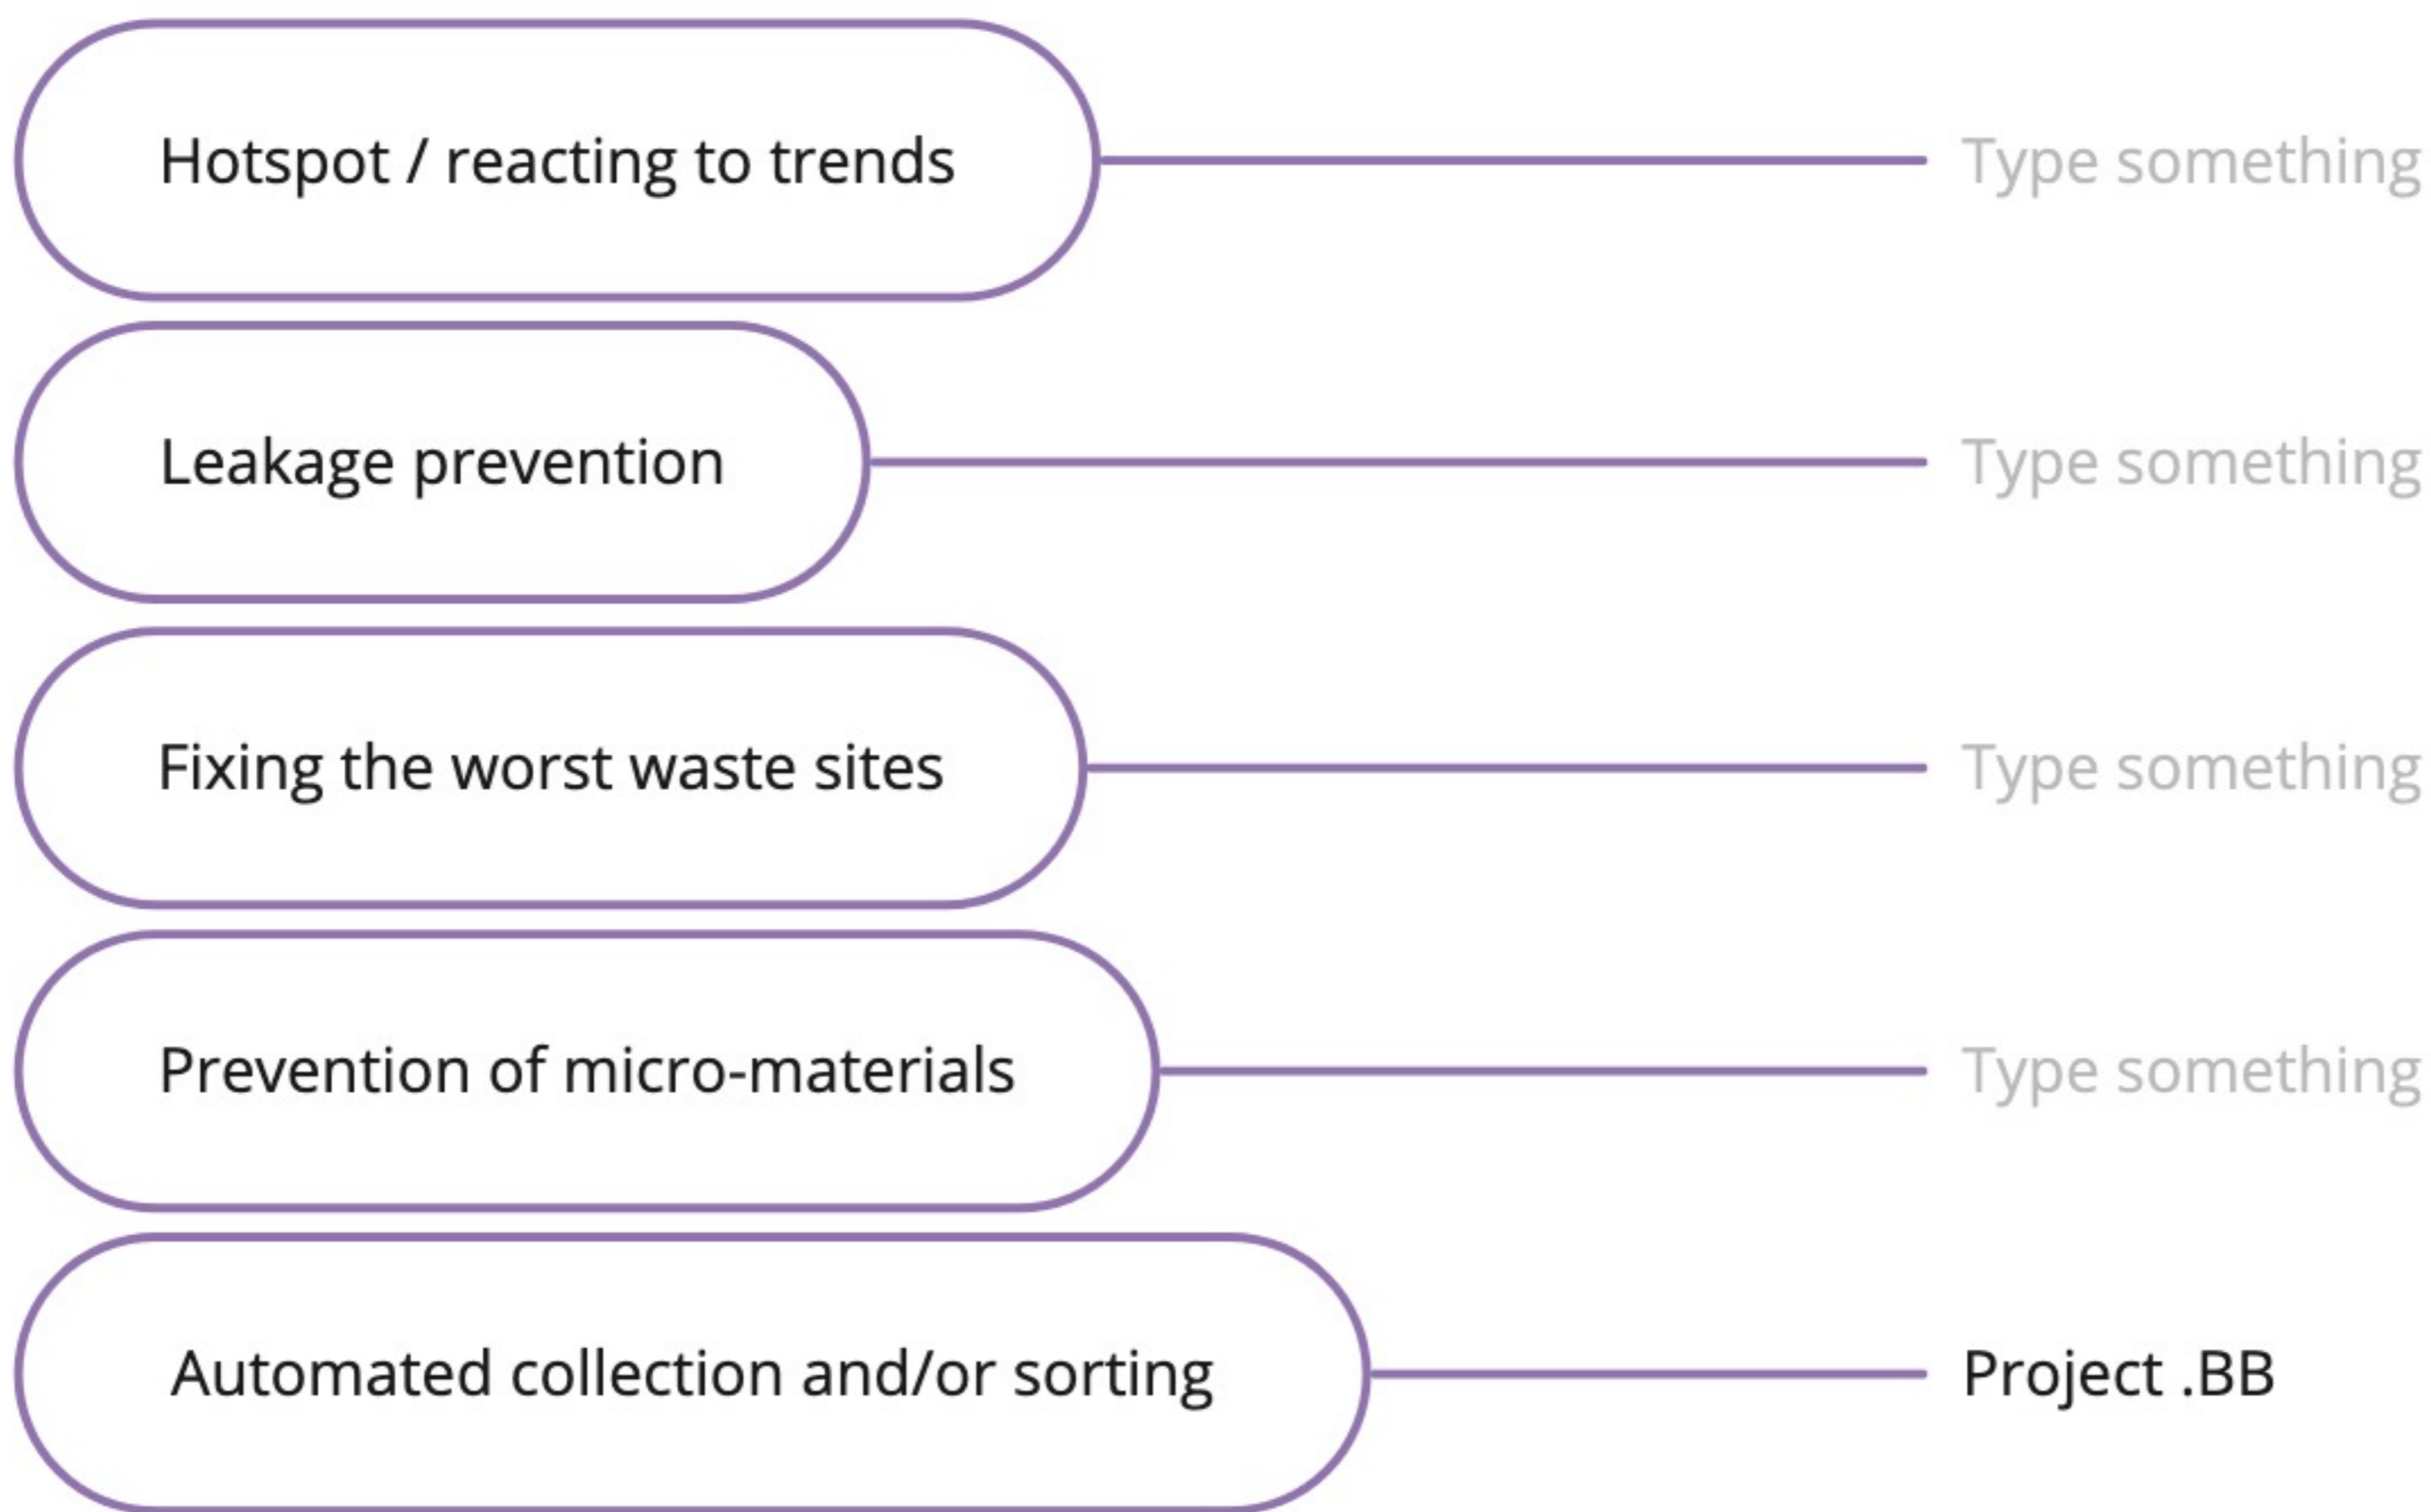 Hotspot / reacting to trends
Type something
Leakage prevention
Type something
Fixing the worst waste sites
Type something
Prevention of micro-materials
Type something
Automated collection and/or sorting
Project .BB